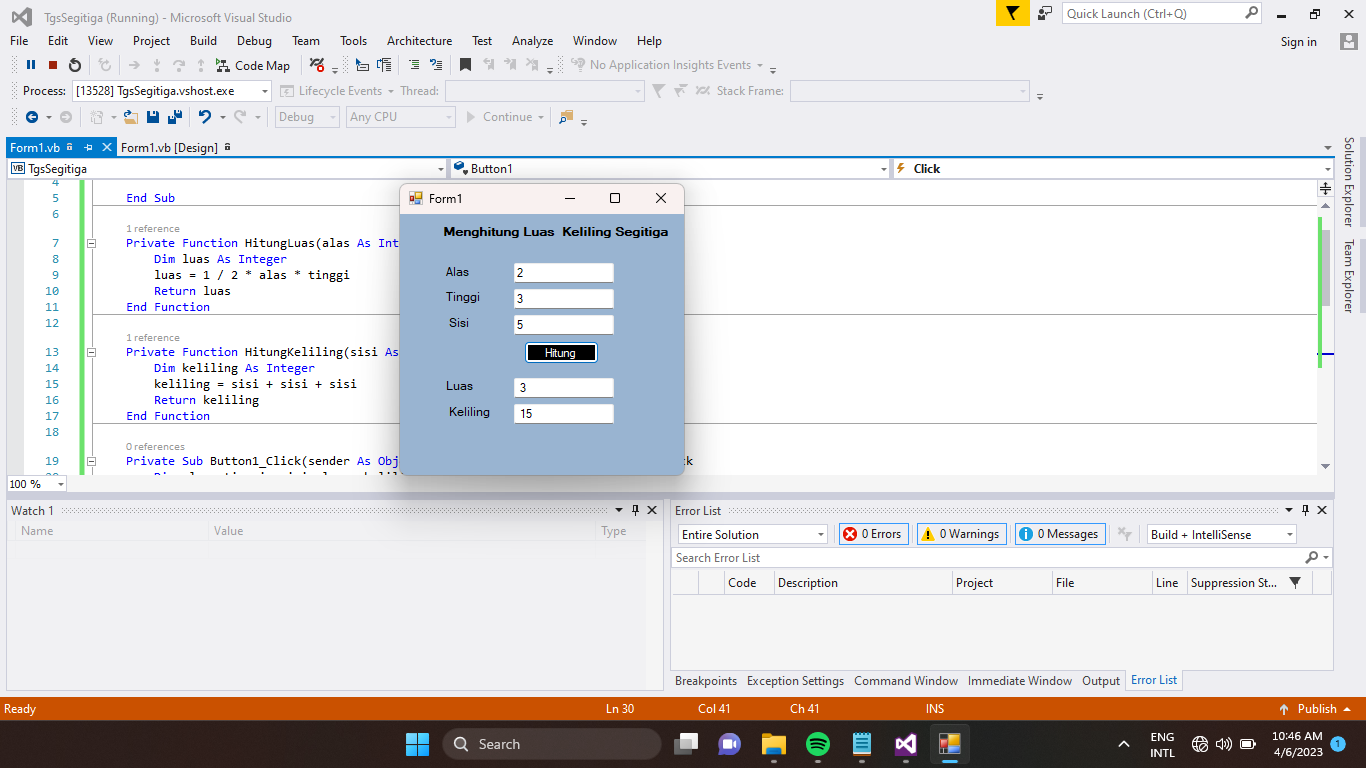 TgsSegitiga (Running) - Microsoft Visual Studio
Quick Launch (Ctrl+Q)
File Edit View Project Build Debug Team Tools Architecture Test Analyze Window Help
Sign in
Code Map
No Application Insights Events
Process: [13528] TgsSegitiga.vshost.exe Lifecycle Events Thread: Stack Frame:
Debug Any CPU Continue
Form1.vb Form1.vb [Design]
VB TgsSegitiga Button1 Click
4
5 End Sub
6
1 reference
7 Private Function HitungLuas(alas As Int
8 Dim luas As Integer
9 luas = 1 / 2 * alas * tinggi
10 Return luas
11 End Function
12
1 reference
13 Private Function HitungKeliling(sisi As
14 Dim keliling As Integer
15 keliling = sisi + sisi + sisi
16 Return keliling
17 End Function
18
0 references
19 Private Sub Button1_Click(sender As Obj
Form1
Menghitung Luas Keliling Segitiga
Alas 2
Tinggi 3
Sisi 5
Hitung
Luas 3
Keliling 15
100 %
Watch 1
Name Value Type
Error List
Entire Solution 0 Errors 0 Warnings 0 Messages Build + IntelliSense
Search Error List
Code Description Project File Line Suppression St...
Breakpoints Exception Settings Command Window Immediate Window Output Error List
Solution Explorer
Team Explorer
Ready Ln 30 Col 41 Ch 41 INS Publish
Search
ENG
INTL
10:46 AM
4/6/2023
1